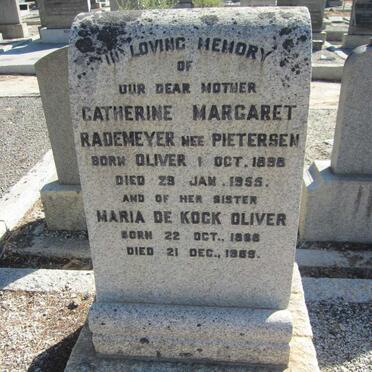 IN LOVING MEMORY
OF
OUR DEAR MOTHER
CATHERINE MARGARET
RADEMEYER NEE PIETERSEN
BORN OLIVER 1 OCT. 1898
DIED 29 JAN. 1955.
AND OF HER SISTER
MARIA DE KOCK OLIVER
BORN 22 OCT., 1886
DIED 21 DEC., 1969.